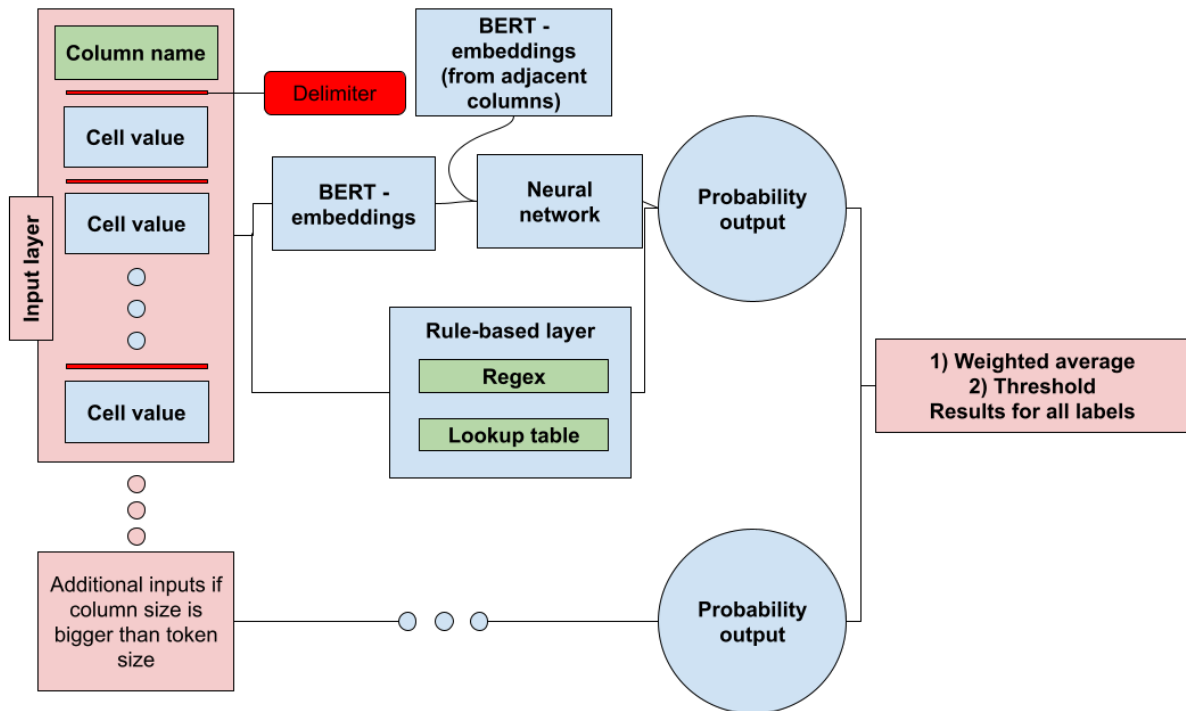 Column name
Delimiter
Cell value
Cell value
Cell value
Input layer
BERT -
embeddings
(from adjacent
columns)
BERT -
embeddings
Neural
network
Probability
output
Rule-based layer
Regex
Lookup table
1) Weighted average
2) Threshold
Results for all labels
Additional inputs if
column size is
bigger than token
size
Probability
output